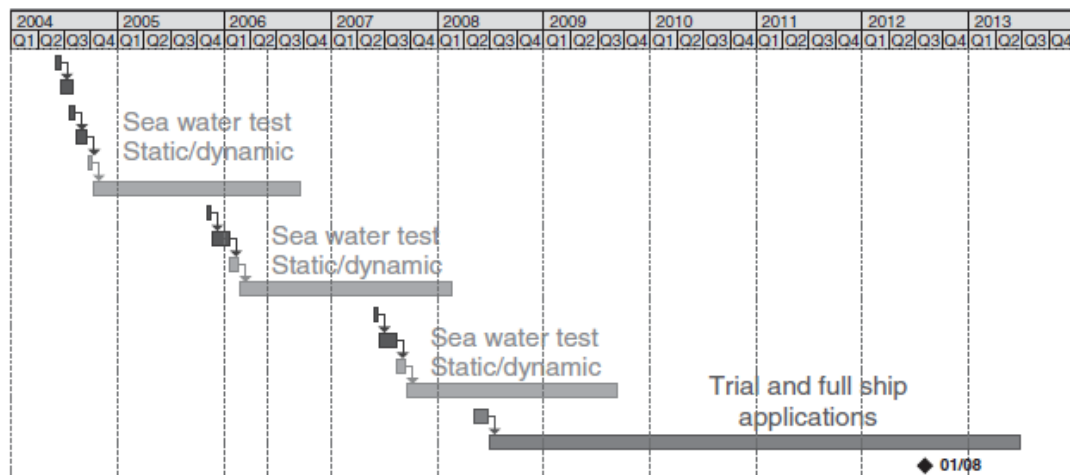 2004 2005 2006 2007 2008 2009 2010 2011 2012 2013
Q1 Q2 Q3 Q4 Q1 Q2 Q3 Q4 Q1 Q2 Q3 Q4 Q1 Q2 Q3 Q4 Q1 Q2 Q3 Q4 Q1 Q2 Q3 Q4 Q1 Q2 Q3 Q4 Q1 Q2 Q3 Q4 Q1 Q2 Q3 Q4 Q1 Q2 Q3 Q4
Sea water test
Static/dynamic
Sea water test
Static/dynamic
Sea water test
Static/dynamic
Trial and full ship
applications
01/08